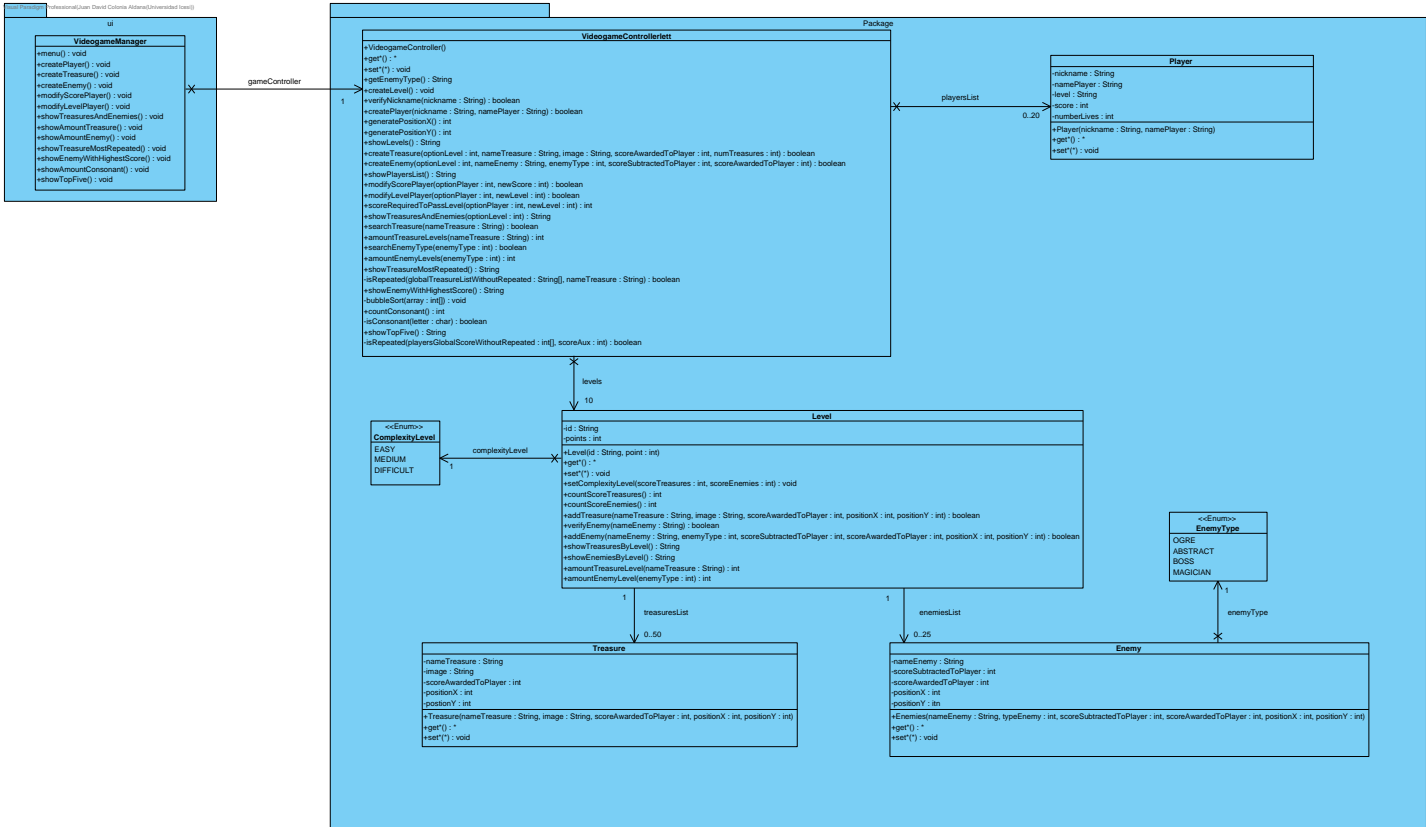 Visual Paradigm Professional(Juan David Colonia Aldana(Universidad Icesi))
ui
VideogameManager
+menu() : void
+createPlayer() : void
+createTreasure() : void
+createEnemy() : void
+modifyScorePlayer() : void
+modifyLevelPlayer() : void
+showTreasuresAndEnemies() : void
+showAmountTreasure() : void
+showAmountEnemy() : void
+showTreasureMostRepeated() : void
+showEnemyWithHighestScore() : void
+showAmountConsonant() : void
+showTopFive() : void
gameController
1
Package
VideogameControllerlett
+VideogameController()
+get*() : *
+set*(*) : void
+getEnemyType() : String
+createLevel() : void
+verifyNickname(nickname : String) : boolean
+createPlayer(nickname : String, namePlayer : String) : boolean
+generatePositionX() : int
+generatePositionY() : int
+showLevels() : String
+createTreasure(optionLevel : int, nameTreasure : String, image : String, scoreAwardedToPlayer : int, numTreasures : int) : boolean
+createEnemy(optionLevel : int, nameEnemy : String, enemyType : int, scoreSubtractedToPlayer : int, scoreAwardedToPlayer : int) : boolean
+showPlayersList() : String
+modifyScorePlayer(optionPlayer : int, newScore : int) : boolean
+modifyLevelPlayer(optionPlayer : int, newLevel : int) : boolean
+scoreRequiredToPassLevel(optionPlayer : int, newLevel : int) : int
+showTreasuresAndEnemies(optionLevel : int) : String
+searchTreasure(nameTreasure : String) : boolean
+amountTreasureLevels(nameTreasure : String) : int
+searchEnemyType(enemyType : int) : boolean
+amountEnemyLevels(enemyType : int) : int
+showTreasureMostRepeated() : String
-isRepeated(globalTreasureListWithoutRepeated : String[], nameTreasure : String) : boolean
+showEnemyWithHighestScore() : String
-bubbleSort(array : int[]) : void
+countConsonant() : int
-isConsonant(letter : char) : boolean
+showTopFive() : String
-isRepeated(playersGlobalScoreWithoutRepeated : int[], scoreAux : int) : boolean
playersList
0..20
Player
-nickname : String
-namePlayer : String
-level : String
-score : int
-numberLives : int
+Player(nickname : String, namePlayer : String)
+get*() : *
+set*(*) : void
levels
10
<<Enum>>
ComplexityLevel
EASY
MEDIUM
DIFFICULT
complexityLevel
1
Level
-id : String
-points : int
+Level(id : String, point : int)
+get*() : *
+set*(*) : void
+setComplexityLevel(scoreTreasures : int, scoreEnemies : int) : void
+countScoreTreasures() : int
+countScoreEnemies() : int
+addTreasure(nameTreasure : String, image : String, scoreAwardedToPlayer : int, positionX : int, positionY : int) : boolean
+verifyEnemy(nameEnemy : String) : boolean
+addEnemy(nameEnemy : String, enemyType : int, scoreSubtractedToPlayer : int, scoreAwardedToPlayer : int, positionX : int, positionY : int) : boolean
+showTreasuresByLevel() : String
+showEnemiesByLevel() : String
+amountTreasureLevel(nameTreasure : String) : int
+amountEnemyLevel(enemyType : int) : int
<<Enum>>
EnemyType
OGRE
ABSTRACT
BOSS
MAGICIAN
1
enemyType
1
treasuresList
0..50
1
enemiesList
0..25
Treasure
-nameTreasure : String
-image : String
-scoreAwardedToPlayer : int
-positionX : int
-postionY : int
+Treasure(nameTreasure : String, image : String, scoreAwardedToPlayer : int, positionX : int, positionY : int)
+get*() : *
+set*(*) : void
Enemy
-nameEnemy : String
-scoreSubtractedToPlayer : int
-scoreAwardedToPlayer : int
-positionX : int
-positionY : itn
+Enemies(nameEnemy : String, typeEnemy : int, scoreSubtractedToPlayer : int, scoreAwardedToPlayer : int, positionX : int, positionY : int)
+get*() : *
+set*(*) : void